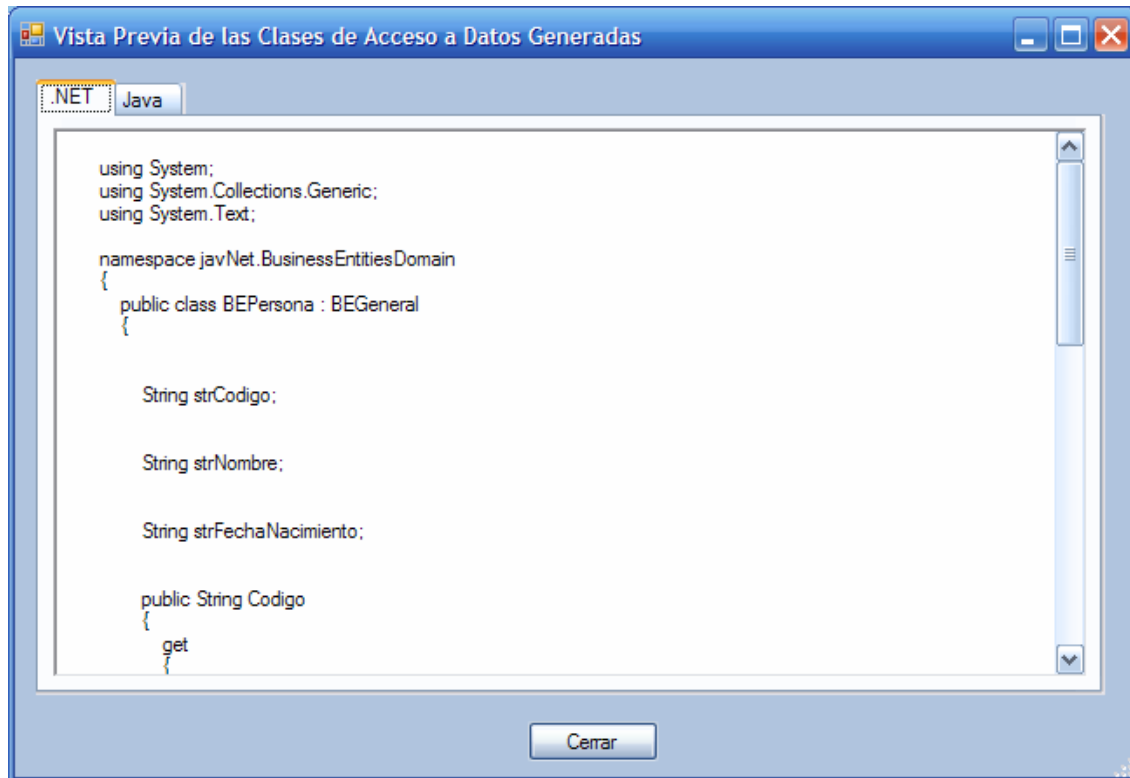 Vista Previa de las Clases de Acceso a Datos Generadas
.NET Java
using System;
using System.Collections.Generic;
using System.Text;
namespace javNet.BusinessEntitiesDomain
{
public class BEPersona : BEGeneral
{
String strCodigo;
String strNombre;
String strFechaNacimiento;
public String Codigo
{
get
{
Cerrar